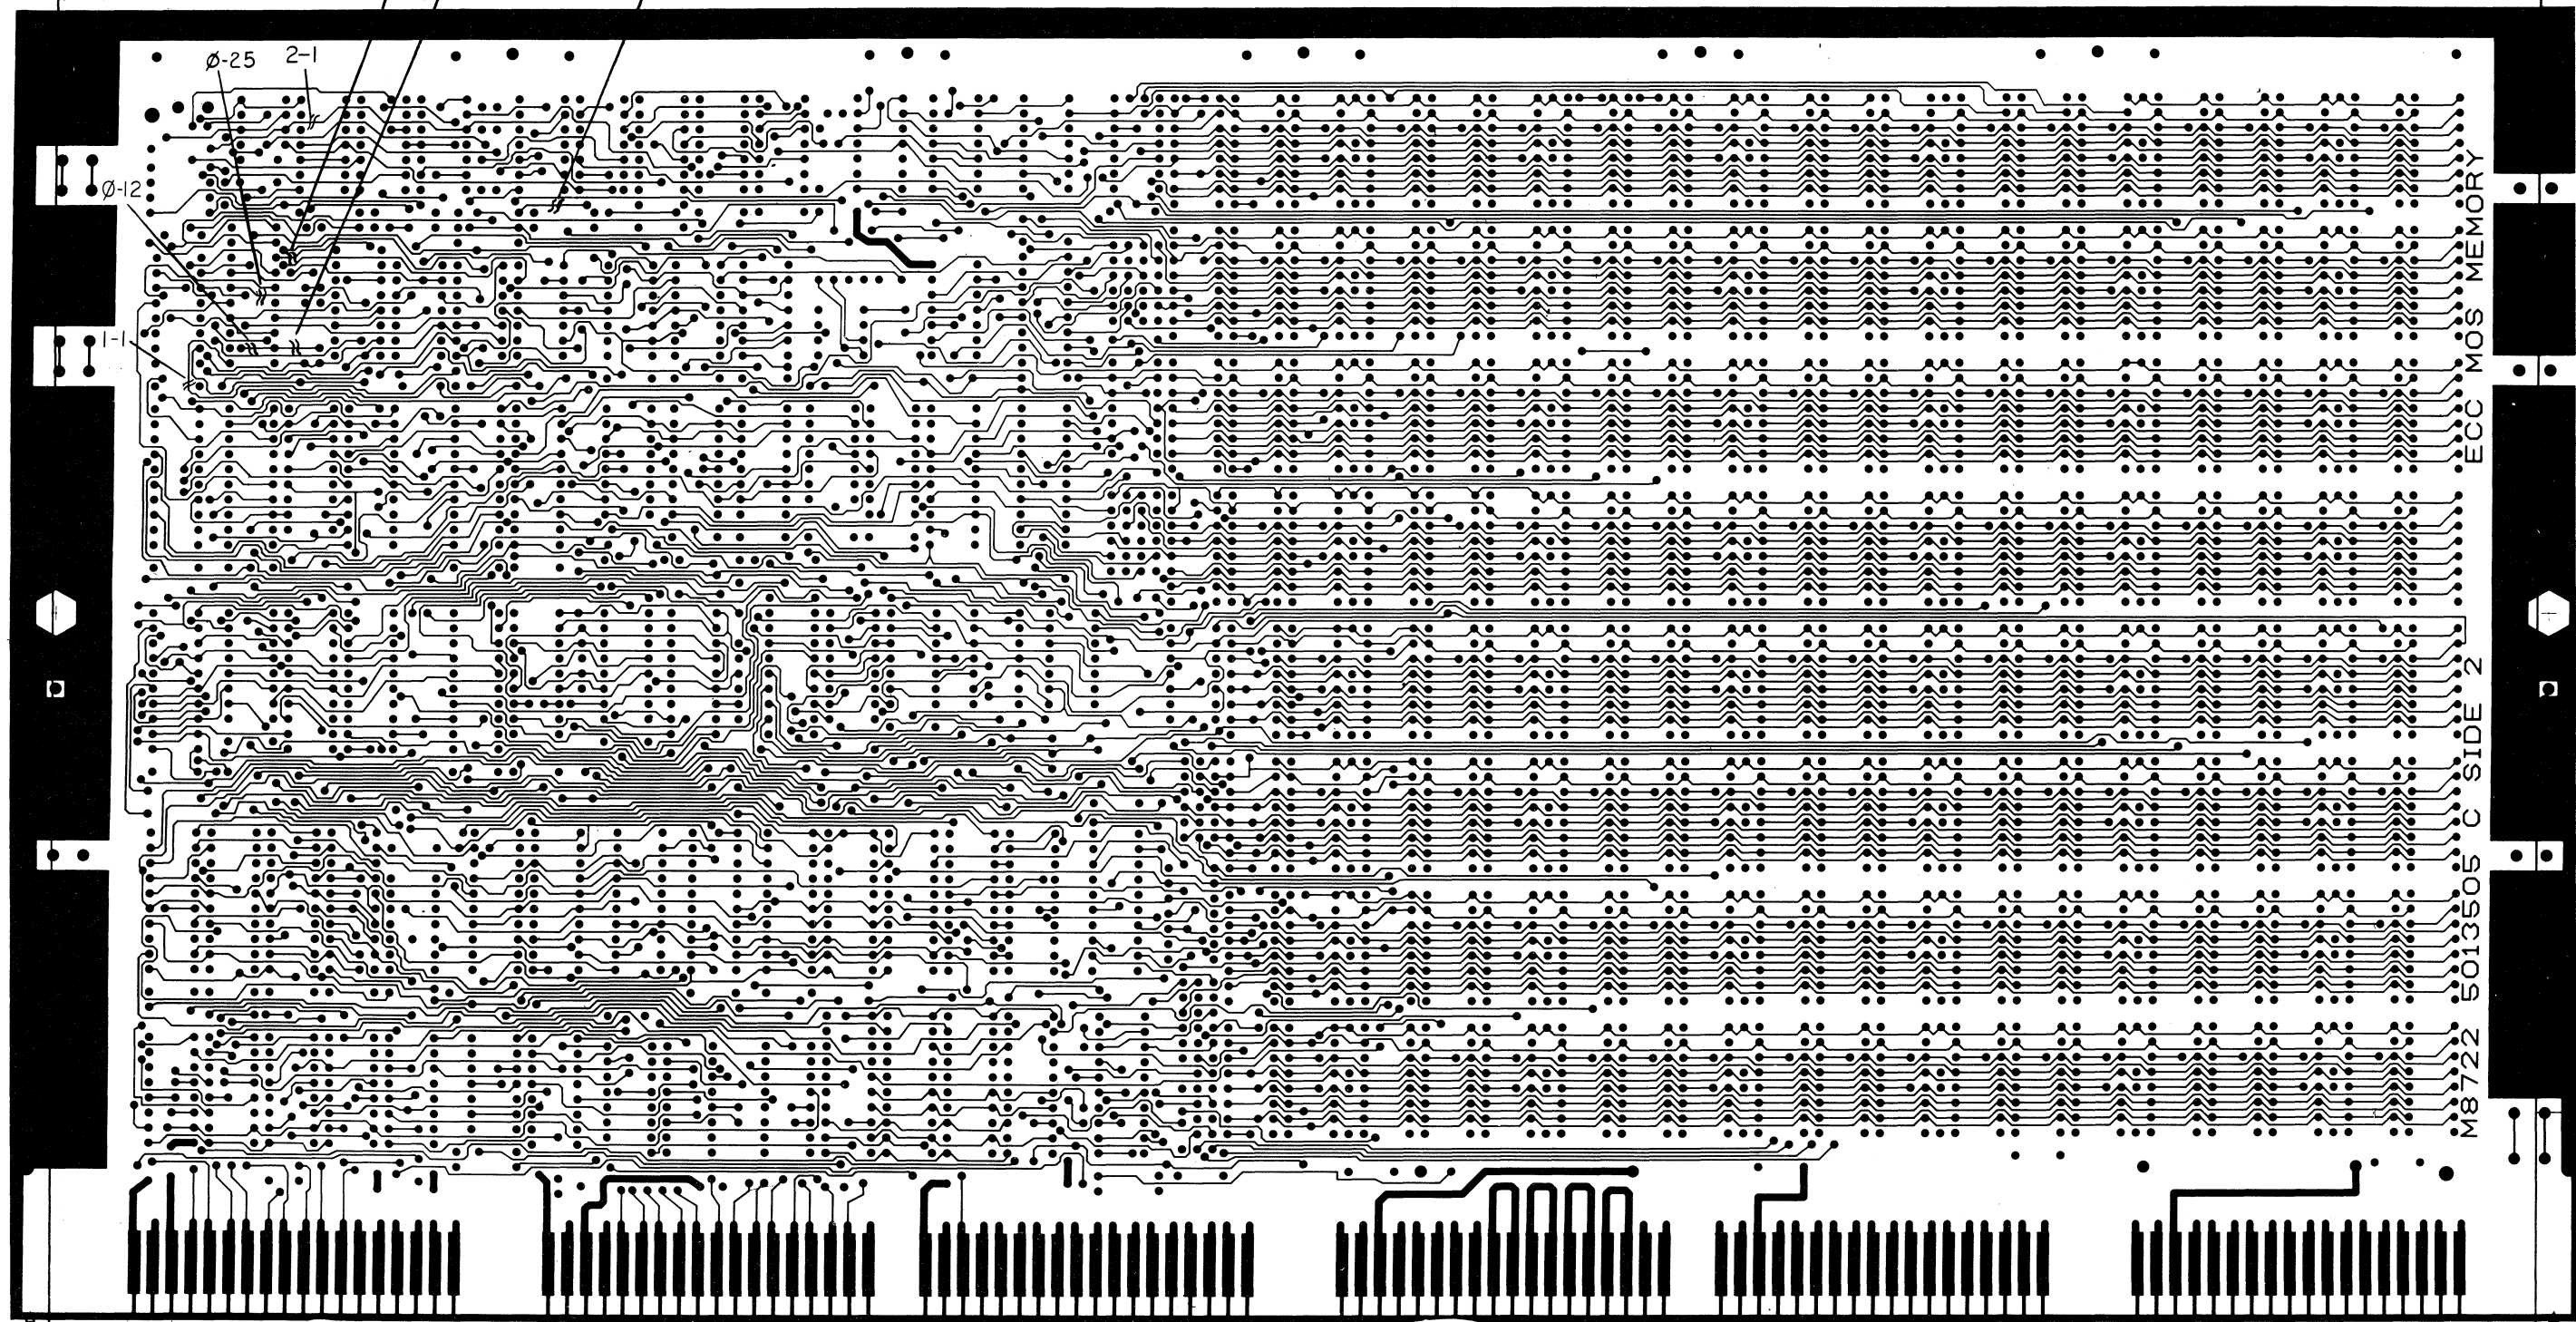 Ø-25
2-1
Ø-12
1-1
M8722 5013505 C SIDE 2 ECC MOS MEMORY